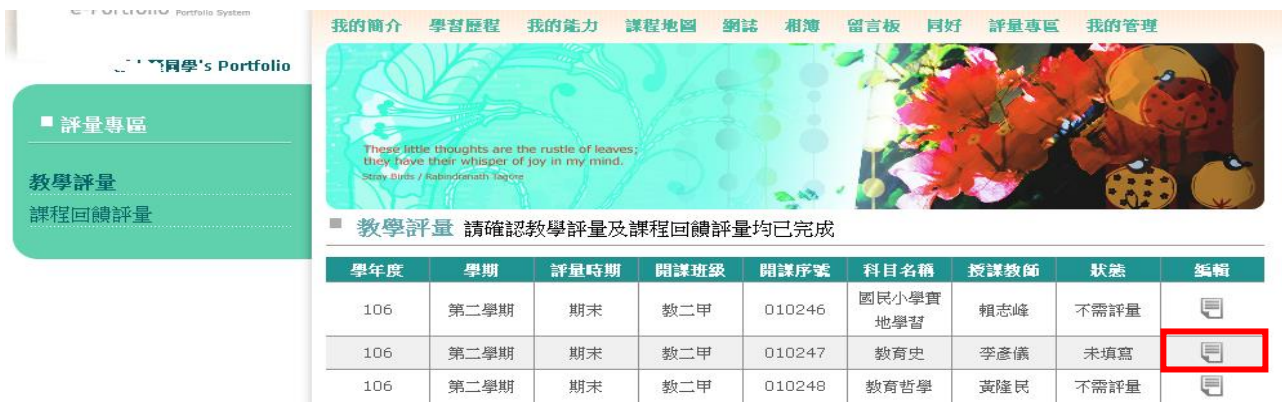 e-Portfolio Portfolio System
同學's Portfolio
評量專區
教學評量
課程回饋評量
我的簡介 學習歷程 我的能力 課程地圖 網誌 相簿 留言板 同好 評量專區 我的管理
These little thoughts are the rustle of leaves;
they have their whisper of joy in my mind.
Stray Birds / Rabindranath Tagore
教學評量 請確認教學評量及課程回饋評量均已完成
學年度 學期 評量時期 開課班級 開課序號 科目名稱 授課教師 狀態 編輯
106 第二學期 期末 教二甲 010246 國民小學實地學習 賴志峰 不需評量
106 第二學期 期末 教二甲 010247 教育史 李彥儀 未填寫
106 第二學期 期末 教二甲 010248 教育哲學 黃隆民 不需評量